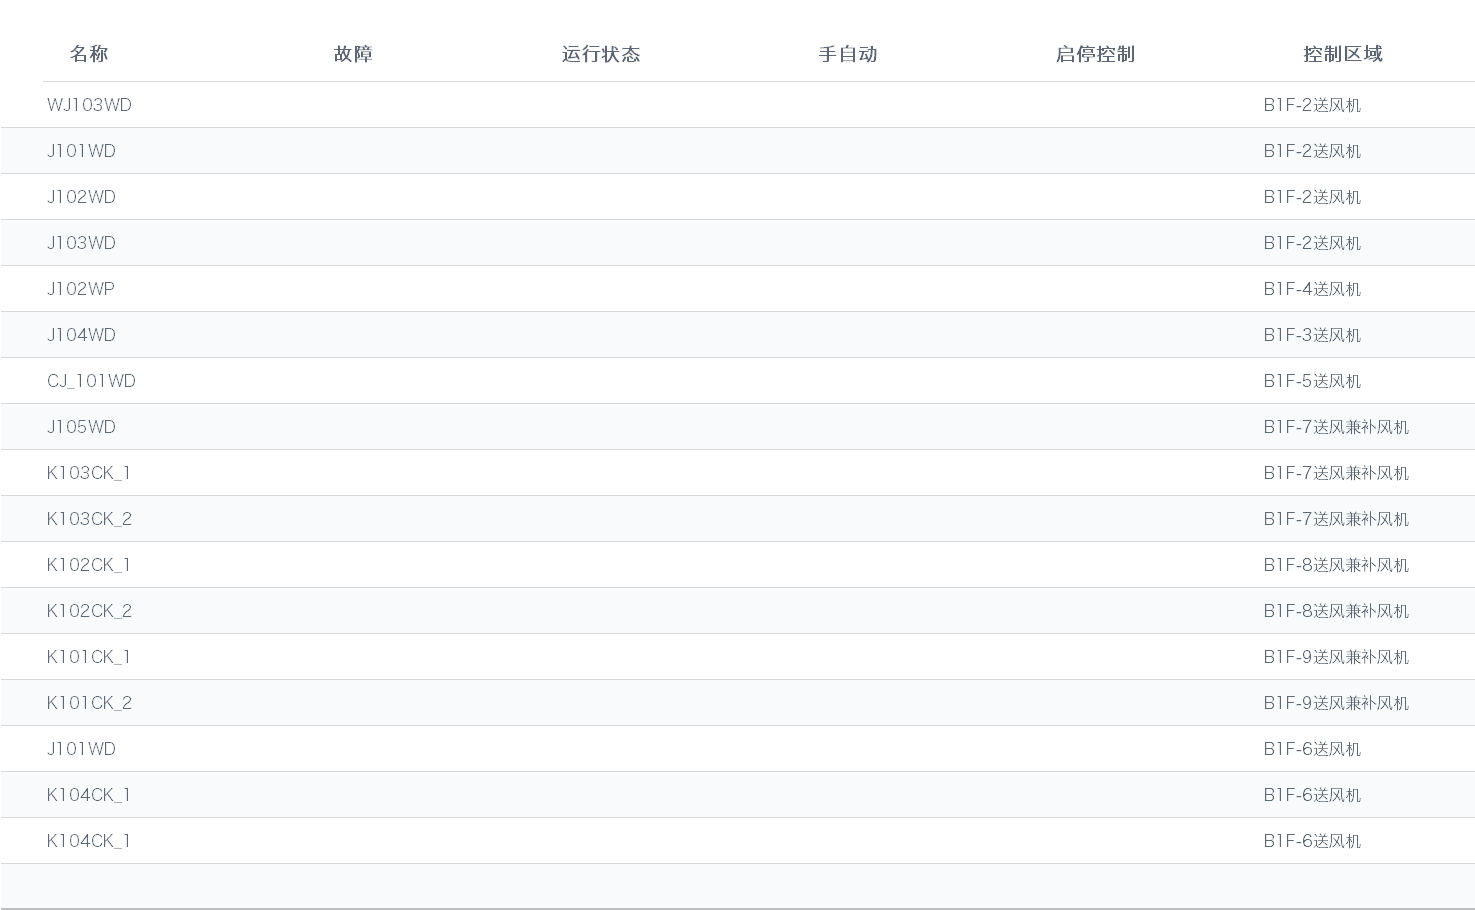 名称 故障 运行状态 手自动 启停控制 控制区域
WJ103WD B1F-2送风机
J101WD B1F-2送风机
J102WD B1F-2送风机
J103WD B1F-2送风机
J102WP B1F-4送风机
J104WD B1F-3送风机
CJ_101WD B1F-5送风机
J105WD B1F-7送风兼补风机
K103CK_1 B1F-7送风兼补风机
K103CK_2 B1F-7送风兼补风机
K102CK_1 B1F-8送风兼补风机
K102CK_2 B1F-8送风兼补风机
K101CK_1 B1F-9送风兼补风机
K101CK_2 B1F-9送风兼补风机
J101WD B1F-6送风机
K104CK_1 B1F-6送风机
K104CK_1 B1F-6送风机